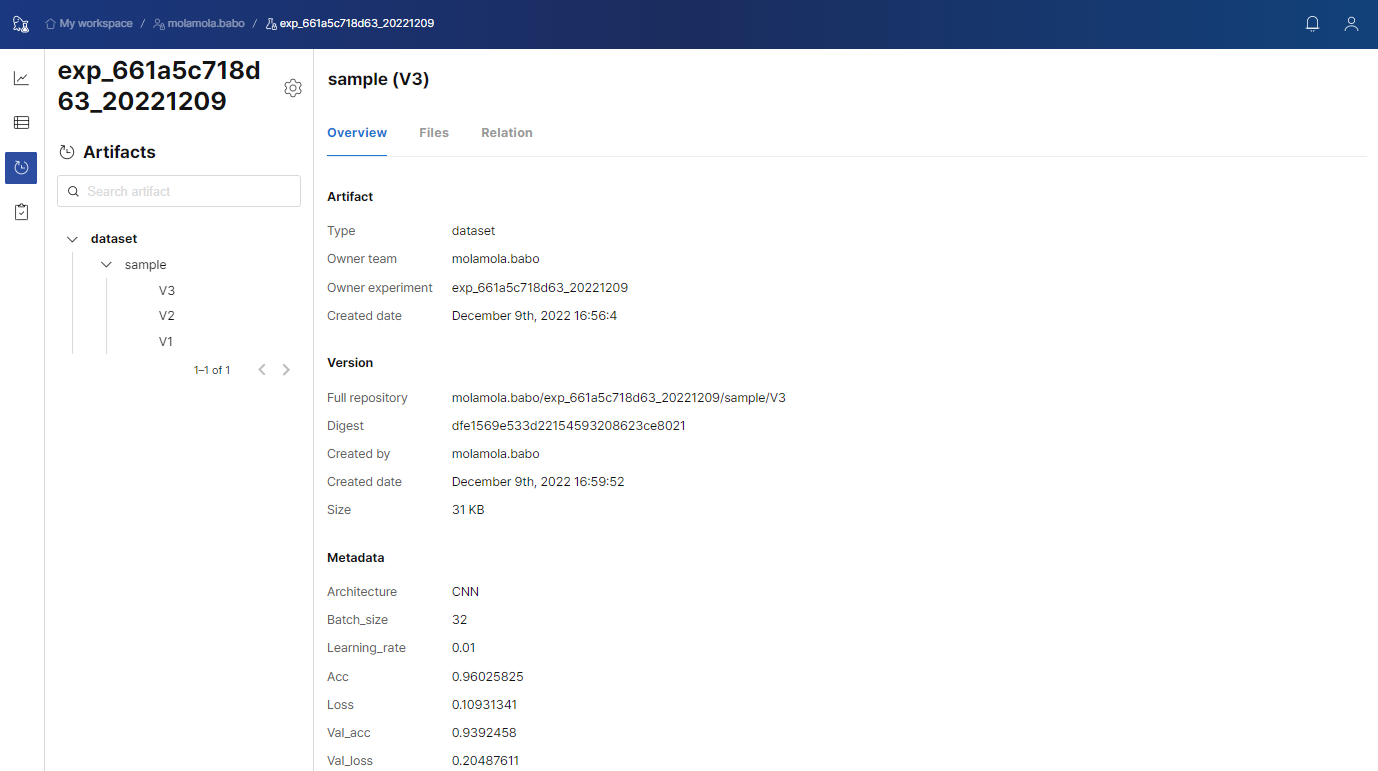 My workspace / molamola.babo / exp_661a5c718d63_20221209
exp_661a5c718d
63_20221209
Artifacts
Search artifact
dataset
sample
V3
V2
V1
1–1 of 1
sample (V3)
Overview Files Relation
Artifact
Type dataset
Owner team molamola.babo
Owner experiment exp_661a5c718d63_20221209
Created date December 9th, 2022 16:56:4
Version
Full repository molamola.babo/exp_661a5c718d63_20221209/sample/V3
Digest dfe1569e533d22154593208623ce8021
Created by molamola.babo
Created date December 9th, 2022 16:59:52
Size 31 KB
Metadata
Architecture CNN
Batch_size 32
Learning_rate 0.01
Acc 0.96025825
Loss 0.10931341
Val_acc 0.9392458
Val_loss 0.20487611